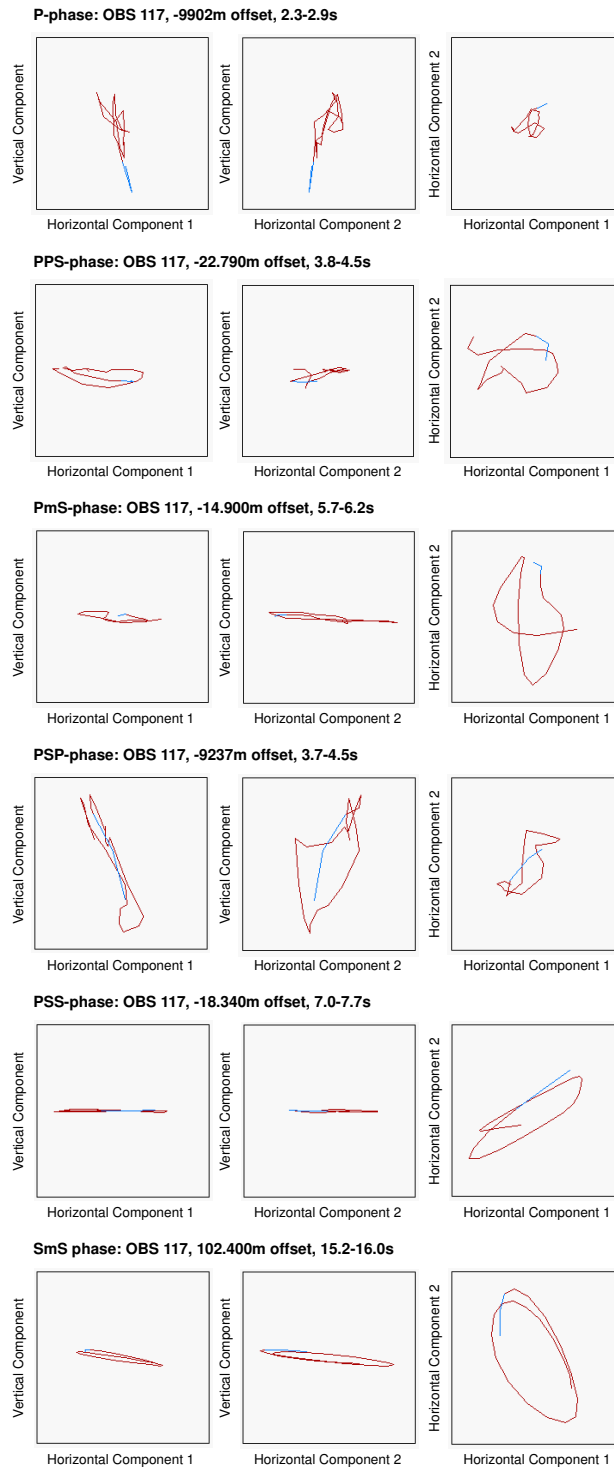 P-phase: OBS 117, -9902m offset, 2.3-2.9s
Vertical Component
Vertical Component
Horizontal Component 2
Horizontal Component 1
Horizontal Component 2
Horizontal Component 1
PPS-phase: OBS 117, -22.790m offset, 3.8-4.5s
Vertical Component
Vertical Component
Horizontal Component 2
Horizontal Component 1
Horizontal Component 2
Horizontal Component 1
PmS-phase: OBS 117, -14.900m offset, 5.7-6.2s
Vertical Component
Vertical Component
Horizontal Component 2
Horizontal Component 1
Horizontal Component 2
Horizontal Component 1
PSP-phase: OBS 117, -9237m offset, 3.7-4.5s
Vertical Component
Vertical Component
Horizontal Component 2
Horizontal Component 1
Horizontal Component 2
Horizontal Component 1
PSS-phase: OBS 117, -18.340m offset, 7.0-7.7s
Vertical Component
Vertical Component
Horizontal Component 2
Horizontal Component 1
Horizontal Component 2
Horizontal Component 1
SmS phase: OBS 117, 102.400m offset, 15.2-16.0s
Vertical Component
Vertical Component
Horizontal Component 2
Horizontal Component 1
Horizontal Component 2
Horizontal Component 1